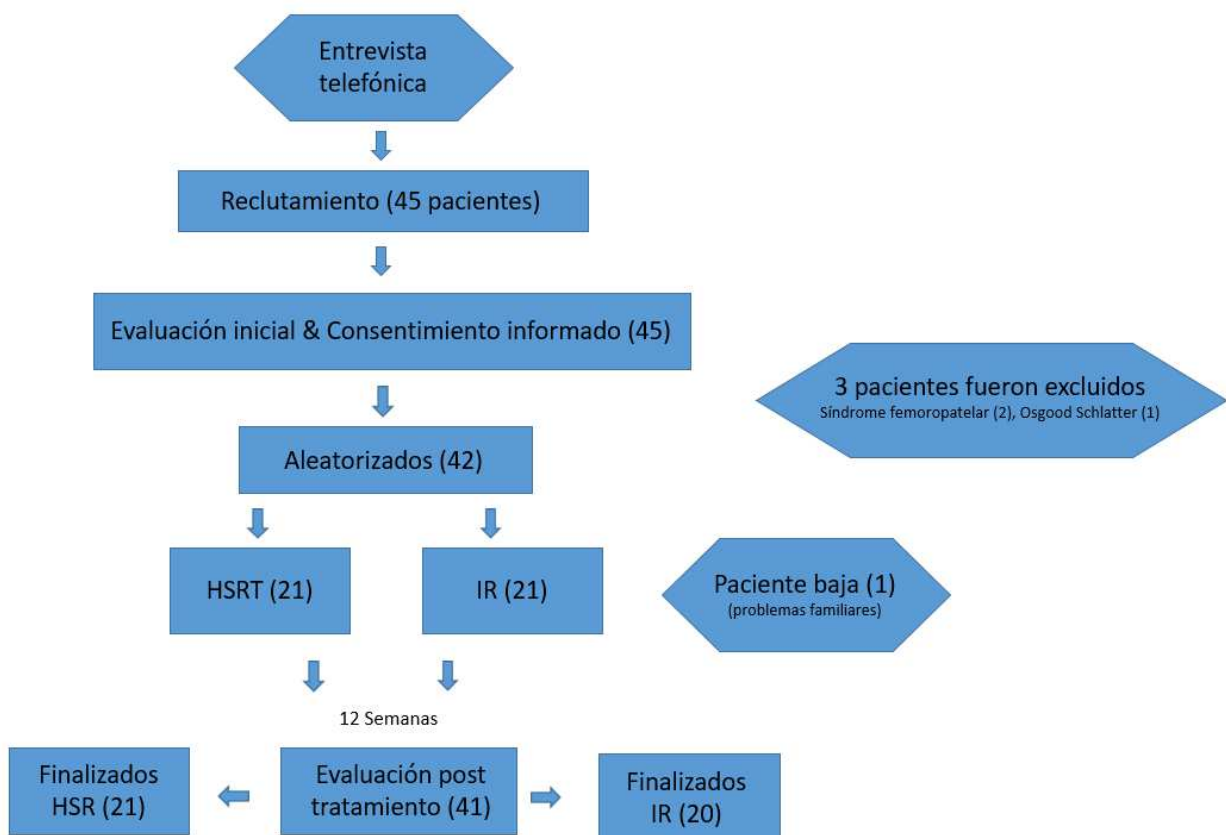 Entrevista
telefónica
Reclutamiento (45 pacientes)
Evaluación inicial & Consentimiento informado (45)
3 pacientes fueron excluidos
Síndrome femoropatelar (2), Osgood Schlatter (1)
Aleatorizados (42)
HSRT (21)
IR (21)
Paciente baja (1)
(problemas familiares)
12 Semanas
Finalizados
HSR (21)
Evaluación post
tratamiento (41)
Finalizados
IR (20)